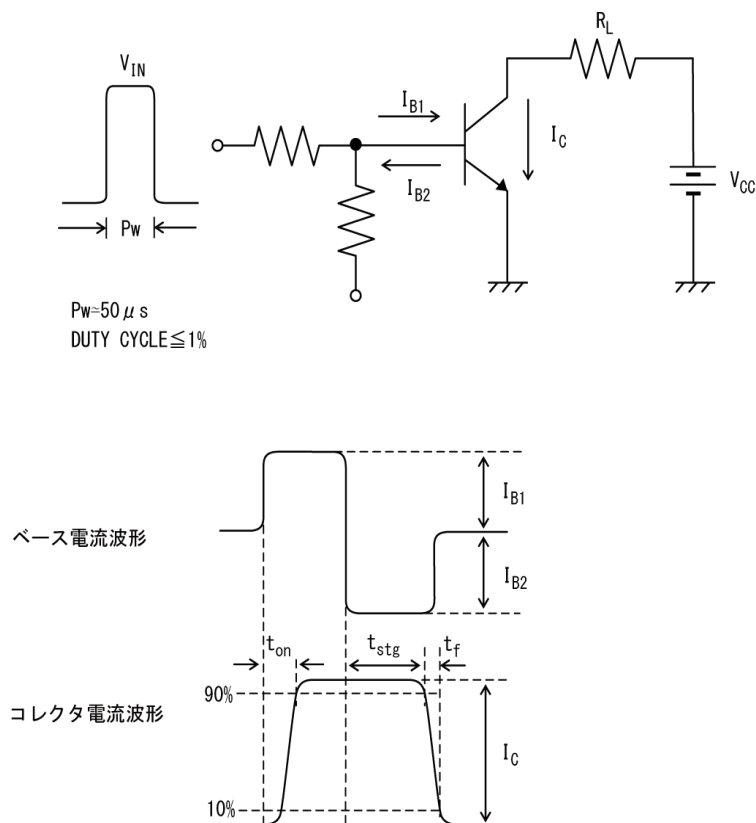 R_L
V_IN
I_B1
I_C
I_B2
V_CC
Pw
Pw≃50μs
DUTY CYCLE≦1%
I_B1
ベース電流波形
I_B2
t_on
t_stg
t_f
90%
コレクタ電流波形
I_C
10%